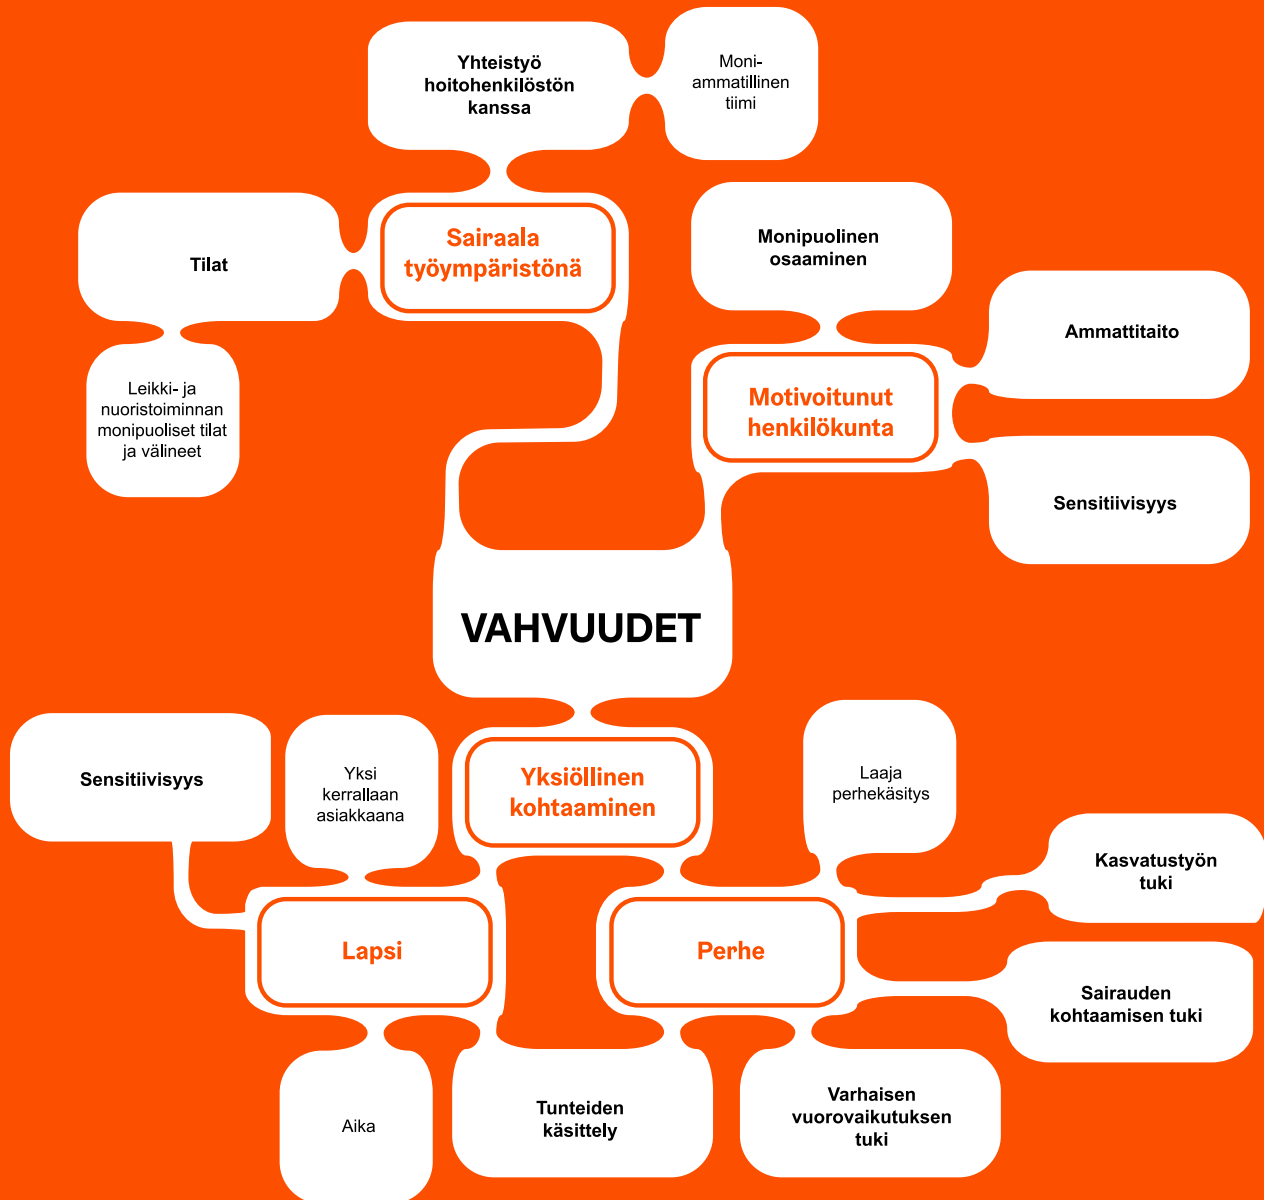 Yhteistyö
hoitohenkilöstön
kanssa
Moni-
ammatillinen
tiimi
Sairaala
työympäristönä
Tilat
Leikki- ja
nuoristoiminnan
monipuoliset tilat
ja välineet
Monipuolinen
osaaminen
Motivoitunut
henkilökunta
Ammattitaito
Sensitiivisyys
VAHVUUDET
Yksiöllinen
kohtaaminen
Sensitiivisyys
Yksi
kerrallaan
asiakkaana
Laaja
perhekäsitys
Kasvatustyön
tuki
Lapsi
Perhe
Sairauden
kohtaamisen tuki
Aika
Tunteiden
käsittely
Varhaisen
vuorovaikutuksen
tuki